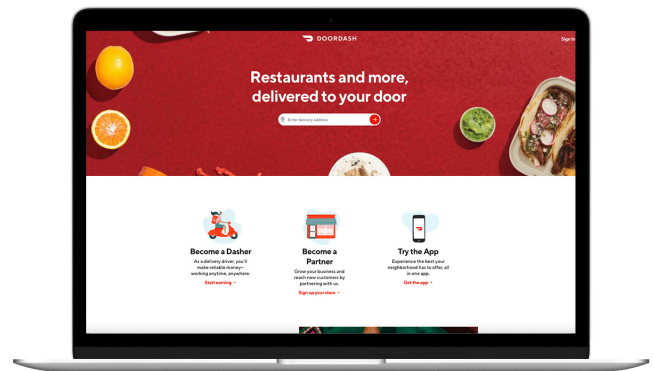 DOORDASH
Sign In
Restaurants and more,
delivered to your door
Enter delivery address
Become a Dasher
As a delivery driver, you'll
make reliable money—
working anytime, anywhere.
Start earning
Become a
Partner
Grow your business and
reach new customers by
partnering with us.
Sign up your store
Try the App
Experience the best your
neighborhood has to offer, all
in one app.
Get the app